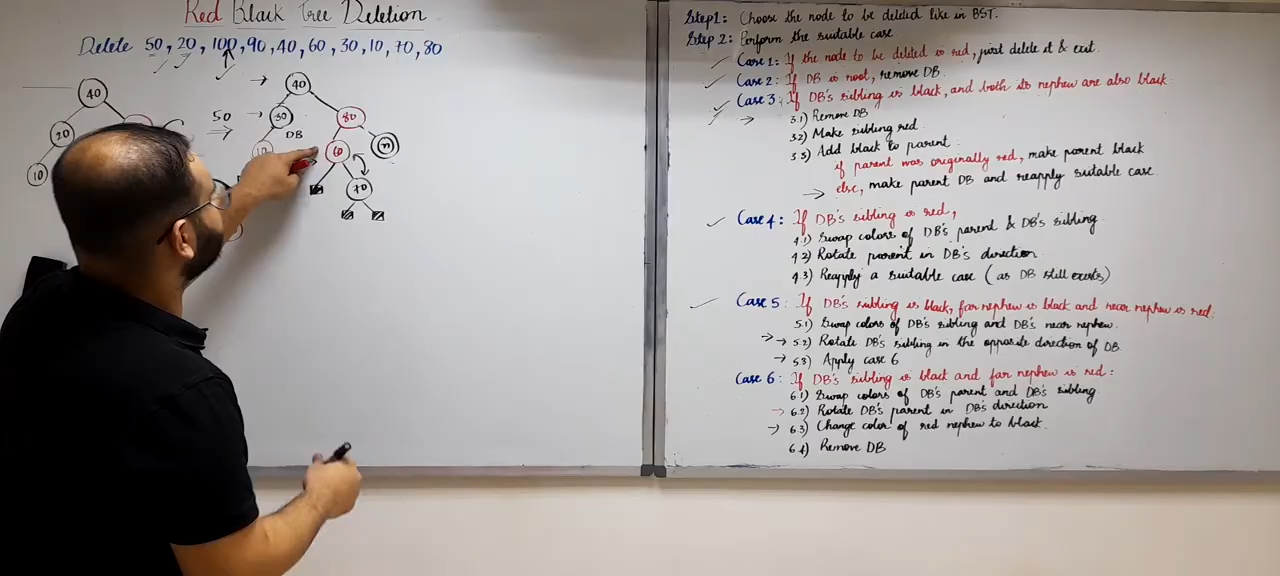 Red Black Tree Deletion
Delete 50, 20, 100, 90, 40, 60, 30, 10, 70, 80
40
20
10
50
40
30
DB
10
80
60
70
Step 1: Choose the node to be deleted like in BST.
Step 2: Perform the suitable case
Case 1: If the node to be deleted is red, just delete it & exit.
Case 2: If DB is root, remove DB.
Case 3: If DB's sibling is black, and both its nephew are also black.
3.1) Remove DB
3.2) Make sibling red.
3.3) Add black to parent:
if parent was originally red, make parent black
else, make parent DB and reapply suitable case.
Case 4: If DB's sibling is red,
4.1) Swap colors of DB's parent & DB's sibling
4.2) Rotate parent in DB's direction
4.3) Reapply a suitable case (as DB still exists)
Case 5: If DB's sibling is black, far nephew is black and near nephew is red.
5.1) Swap colors of DB's sibling and DB's near nephew.
5.2) Rotate DB's sibling in the opposite direction of DB
5.3) Apply case 6
Case 6: If DB's sibling is black and far nephew is red:
6.1) Swap colors of DB's parent and DB's sibling
6.2) Rotate DB's parent in DB's direction
6.3) Change color of red nephew to black.
6.4) Remove DB